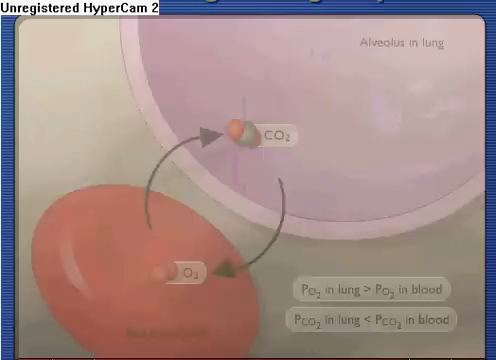 Unregistered HyperCam 2
Alveolus in lung
CO₂
O₂
PO₂ in lung > PO₂ in blood
PCO₂ in lung < PCO₂ in blood